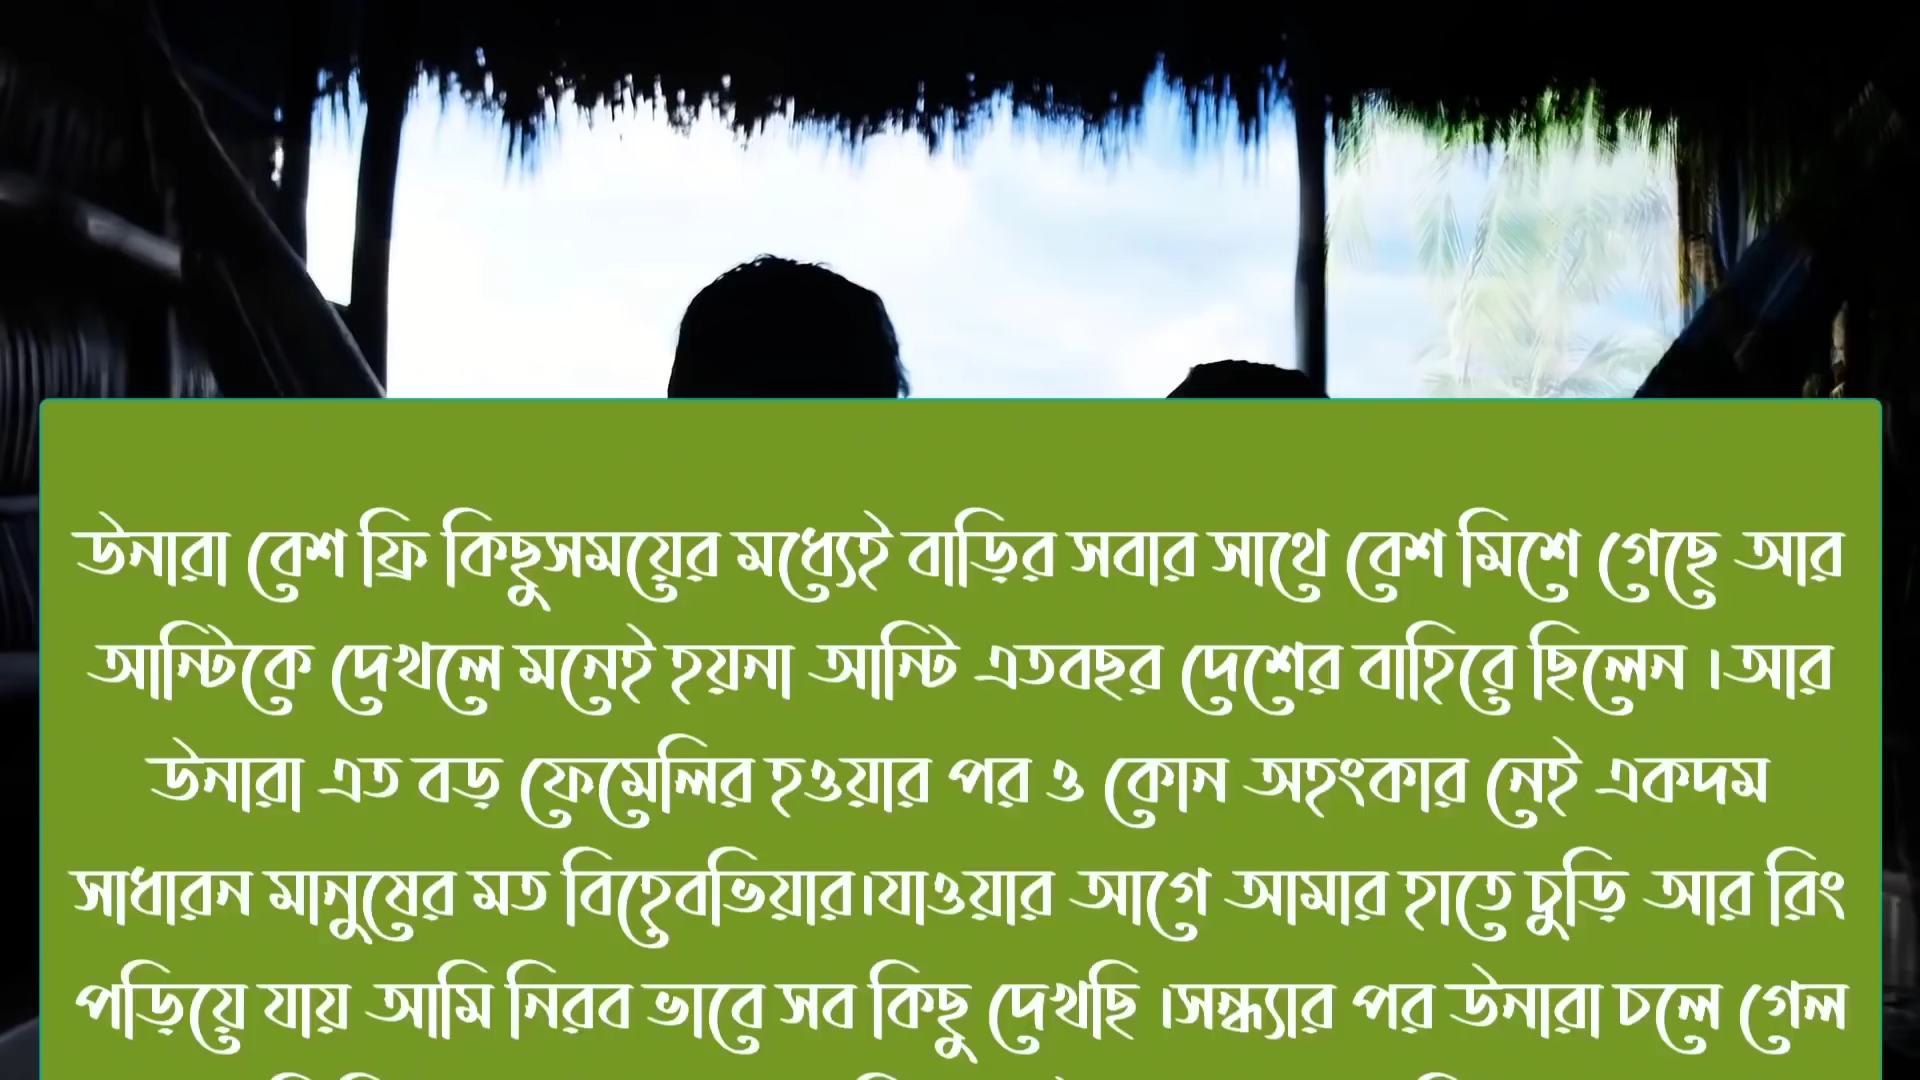 উনারা বেশ ফ্রি কিছুসময়ের মধ্যেই বাড়ির সবার সাথে বেশ মিশে গেছে আর
আন্টিকে দেখলে মনেই হয়না আন্টি এতবছর দেশের বাহিরে ছিলেন ।আর
উনারা এত বড় ফেমেলির হওয়ার পর ও কোন অহংকার নেই একদম
সাধারন মানুষের মত বিহেবভিয়ার।যাওয়ার আগে আমার হাতে চুড়ি আর রিং
পড়িয়ে যায় আমি নিরব ভাবে সব কিছু দেখছি ।সন্ধ্যার পর উনারা চলে গেল